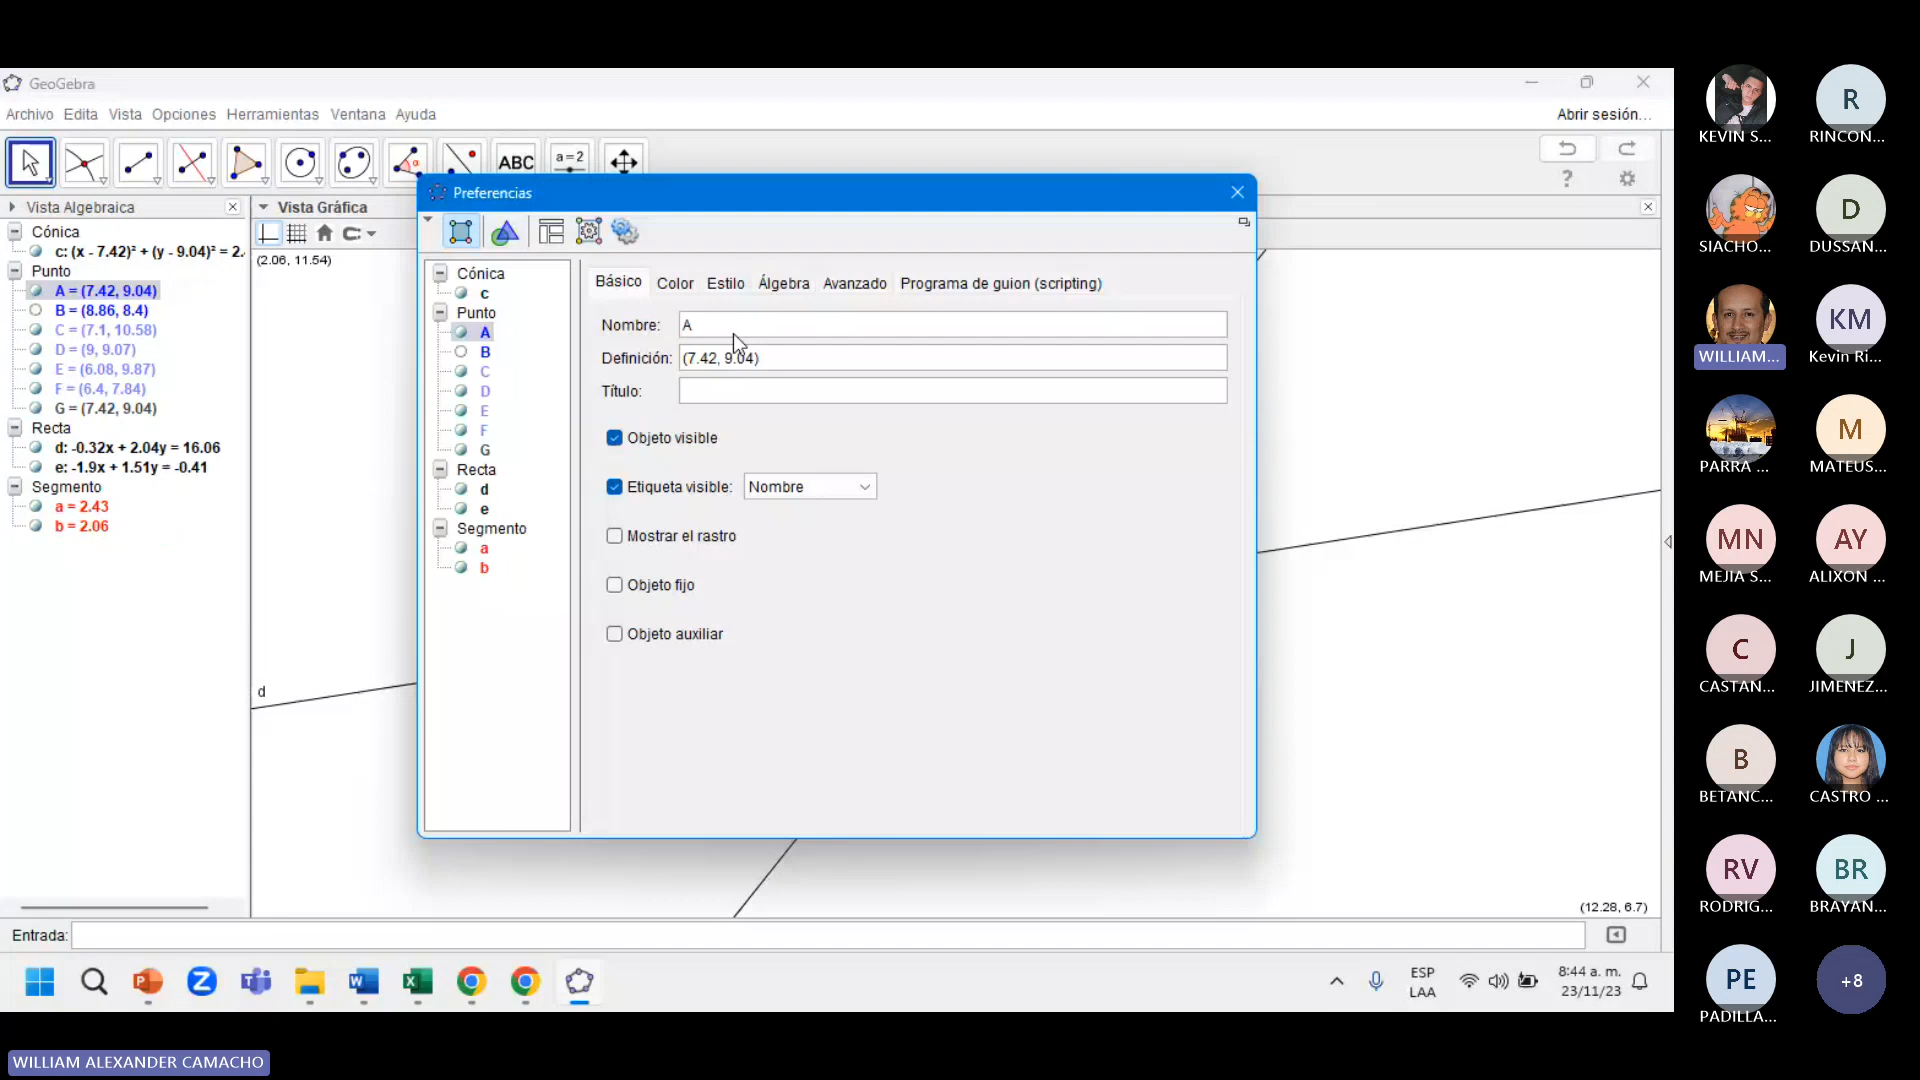 GeoGebra
Archivo Edita Vista Opciones Herramientas Ventana Ayuda
Abrir sesión...
ABC
a=2
Vista Algebraica
Vista Gráfica
Cónica
c: (x - 7.42)² + (y - 9.04)² = 2.
Punto
A = (7.42, 9.04)
B = (8.86, 8.4)
C = (7.1, 10.58)
D = (9, 9.07)
E = (6.08, 9.87)
F = (6.4, 7.84)
G = (7.42, 9.04)
Recta
d: -0.32x + 2.04y = 16.06
e: -1.9x + 1.51y = -0.41
Segmento
a = 2.43
b = 2.06
(2.06, 11.54)
d
(12.28, 6.7)
Preferencias
Cónica
c
Punto
A
B
C
D
E
F
G
Recta
d
e
Segmento
a
b
Básico Color Estilo Álgebra Avanzado Programa de guion (scripting)
Nombre: A
Definición: (7.42, 9.04)
Título:
Objeto visible
Etiqueta visible: Nombre
Mostrar el rastro
Objeto fijo
Objeto auxiliar
Entrada:
ESP
LAA
8:44 a. m.
23/11/23
KEVIN S...
R
RINCON...
SIACHO...
D
DUSSAN...
WILLIAM...
KM
Kevin Ri...
PARRA ...
M
MATEUS...
MN
MEJIA S...
AY
ALIXON ...
C
CASTAN...
J
JIMENEZ...
B
BETANC...
CASTRO ...
RV
RODRIG...
BR
BRAYAN...
PE
PADILLA...
+8
WILLIAM ALEXANDER CAMACHO